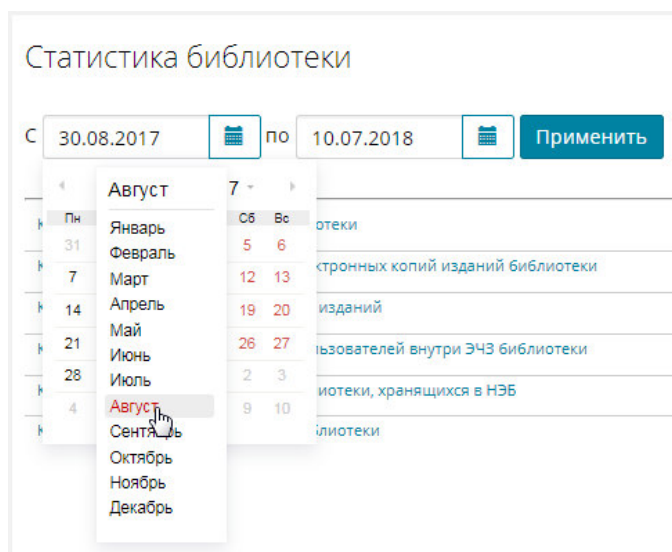 Статистика библиотеки
С 30.08.2017 по 10.07.2018 Применить
Август 7
Пн Сб Вс
Январь
отеки
31 5 6
Февраль
ктронных копий изданий библиотеки
7 Март 12 13
14 Апрель 19 20 изданий
Май
21 26 27
Июнь
льзователей внутри ЭЧЗ библиотеки
28 Июль 2 3
иотеки, хранящихся в НЭБ
4 Август 9 10
Сентябрь
блиотеки
Октябрь
Ноябрь
Декабрь